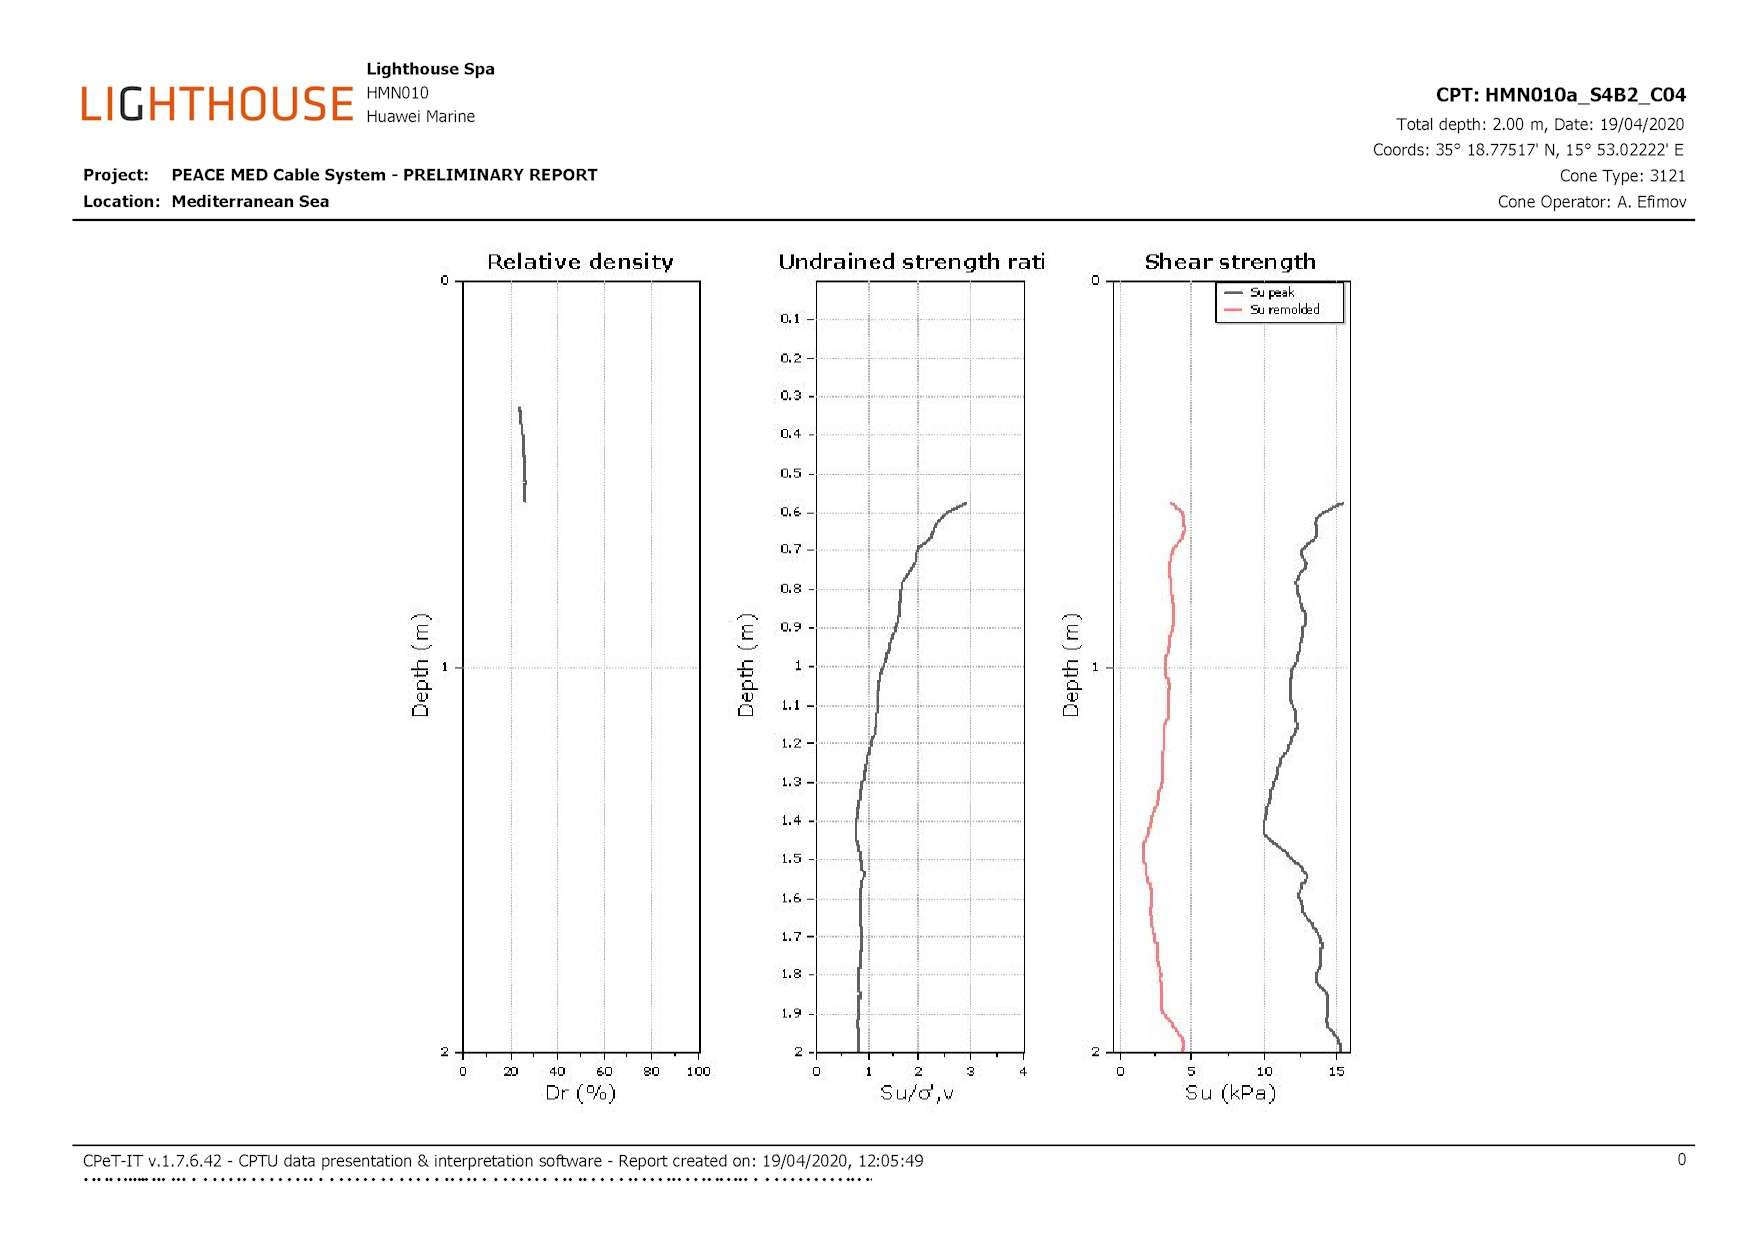 LIGHTHOUSE
Lighthouse Spa
HMN010
Huawei Marine
CPT: HMN010a_S4B2_C04
Total depth: 2.00 m, Date: 19/04/2020
Coords: 35° 18.77517' N, 15° 53.02222' E
Cone Type: 3121
Cone Operator: A. Efimov
Project: PEACE MED Cable System - PRELIMINARY REPORT
Location: Mediterranean Sea
Relative density
0
1
2
Depth (m)
0 20 40 60 80 100
Dr (%)
Undrained strength rati
0.1
0.2
0.3
0.4
0.5
0.6
0.7
0.8
0.9
1
1.1
1.2
1.3
1.4
1.5
1.6
1.7
1.8
1.9
2
Depth (m)
0 1 2 3 4
Su/σ',v
Shear strength
Su peak
Su remolded
0
1
2
Depth (m)
0 5 10 15
Su (kPa)
CPeT-IT v.1.7.6.42 - CPTU data presentation & interpretation software - Report created on: 19/04/2020, 12:05:49
0